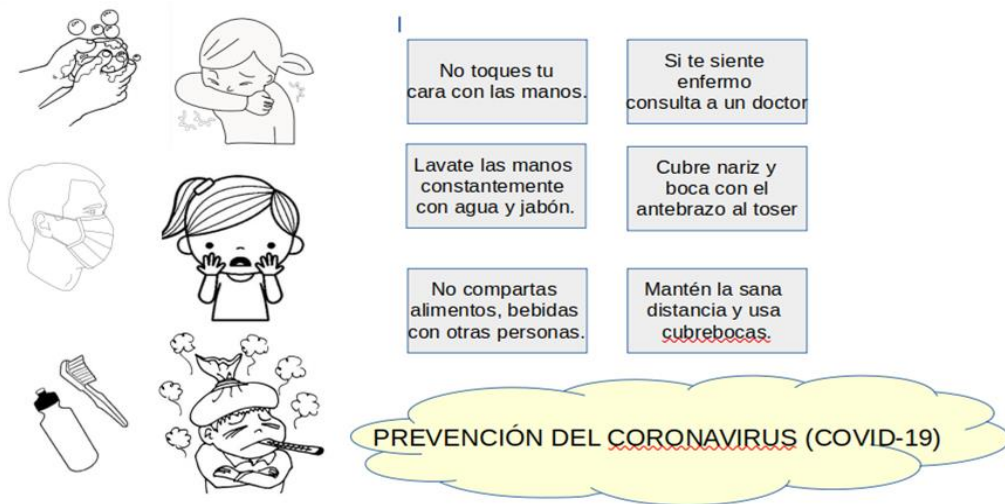 No toques tu
cara con las manos.
Si te siente
enfermo
consulta a un doctor
Lavate las manos
constantemente
con agua y jabón.
Cubre nariz y
boca con el
antebrazo al toser
No compartas
alimentos, bebidas
con otras personas.
Mantén la sana
distancia y usa
cubrebocas.
PREVENCIÓN DEL CORONAVIRUS (COVID-19)